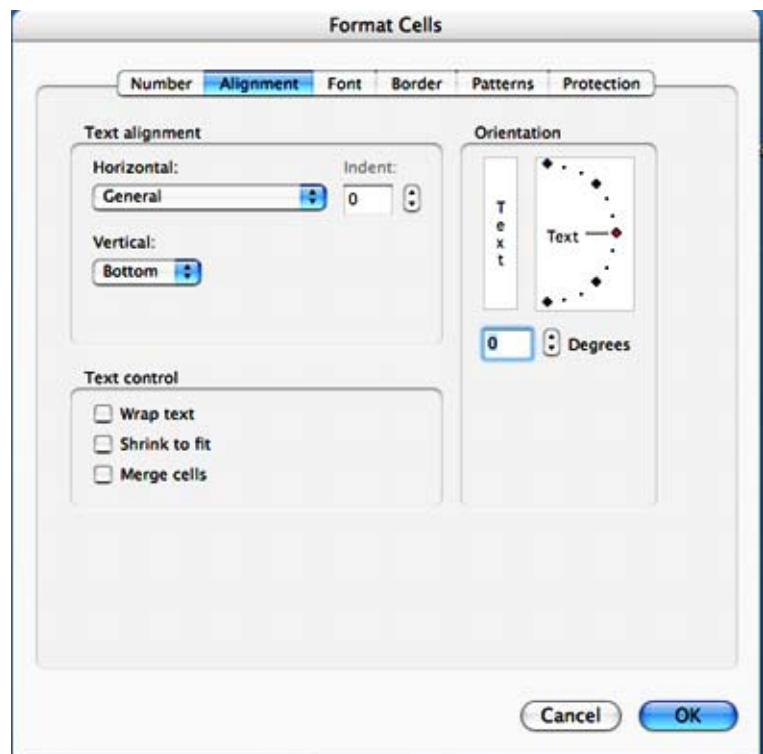 Format Cells
Number Alignment Font Border Patterns Protection
Text alignment
Horizontal: Indent:
General 0
Vertical:
Bottom
Text control
Wrap text
Shrink to fit
Merge cells
Orientation
T
e
x
t
Text
0 Degrees
Cancel OK